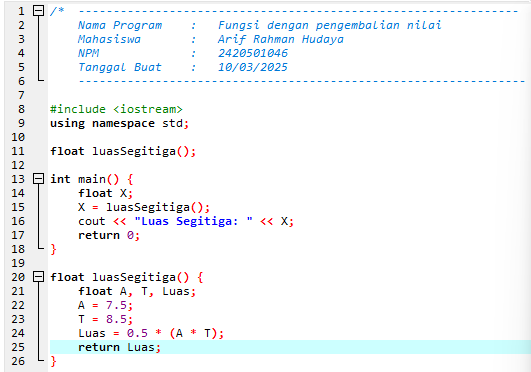 1 /* ---------------------------------------------------------------
2     Nama Program    :   Fungsi dengan pengembalian nilai
3     Mahasiswa       :   Arif Rahman Hudaya
4     NPM             :   2420501046
5     Tanggal Buat    :   10/03/2025
6     ----------------------------------------------------------------
7
8 #include <iostream>
9 using namespace std;
10
11 float luasSegitiga();
12
13 int main() {
14     float X;
15     X = luasSegitiga();
16     cout << "Luas Segitiga: " << X;
17     return 0;
18 }
19
20 float luasSegitiga() {
21     float A, T, Luas;
22     A = 7.5;
23     T = 8.5;
24     Luas = 0.5 * (A * T);
25     return Luas;
26 }